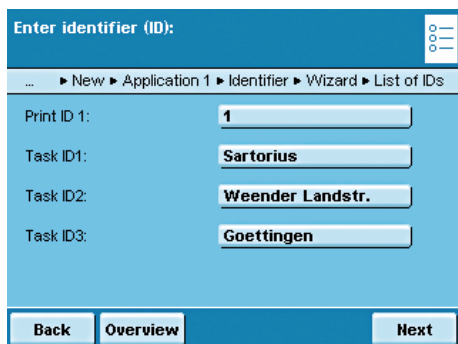 Enter identifier (ID):
... ▸ New ▸ Application 1 ▸ Identifier ▸ Wizard ▸ List of IDs
Print ID 1: 1
Task ID1: Sartorius
Task ID2: Weender Landstr.
Task ID3: Goettingen
Back Overview Next